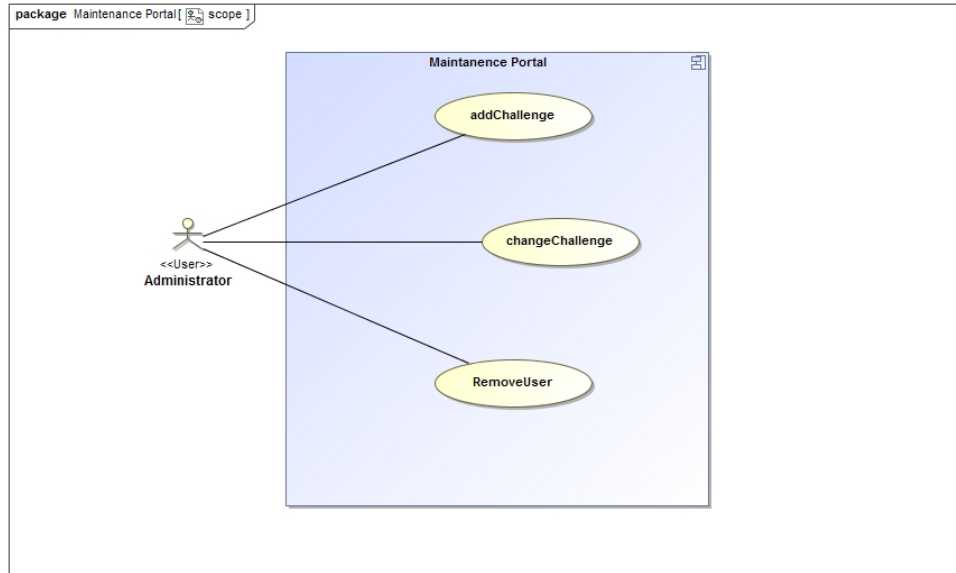 package Maintenance Portal[ scope ]
Maintanence Portal
addChallenge
changeChallenge
<<User>>
Administrator
RemoveUser